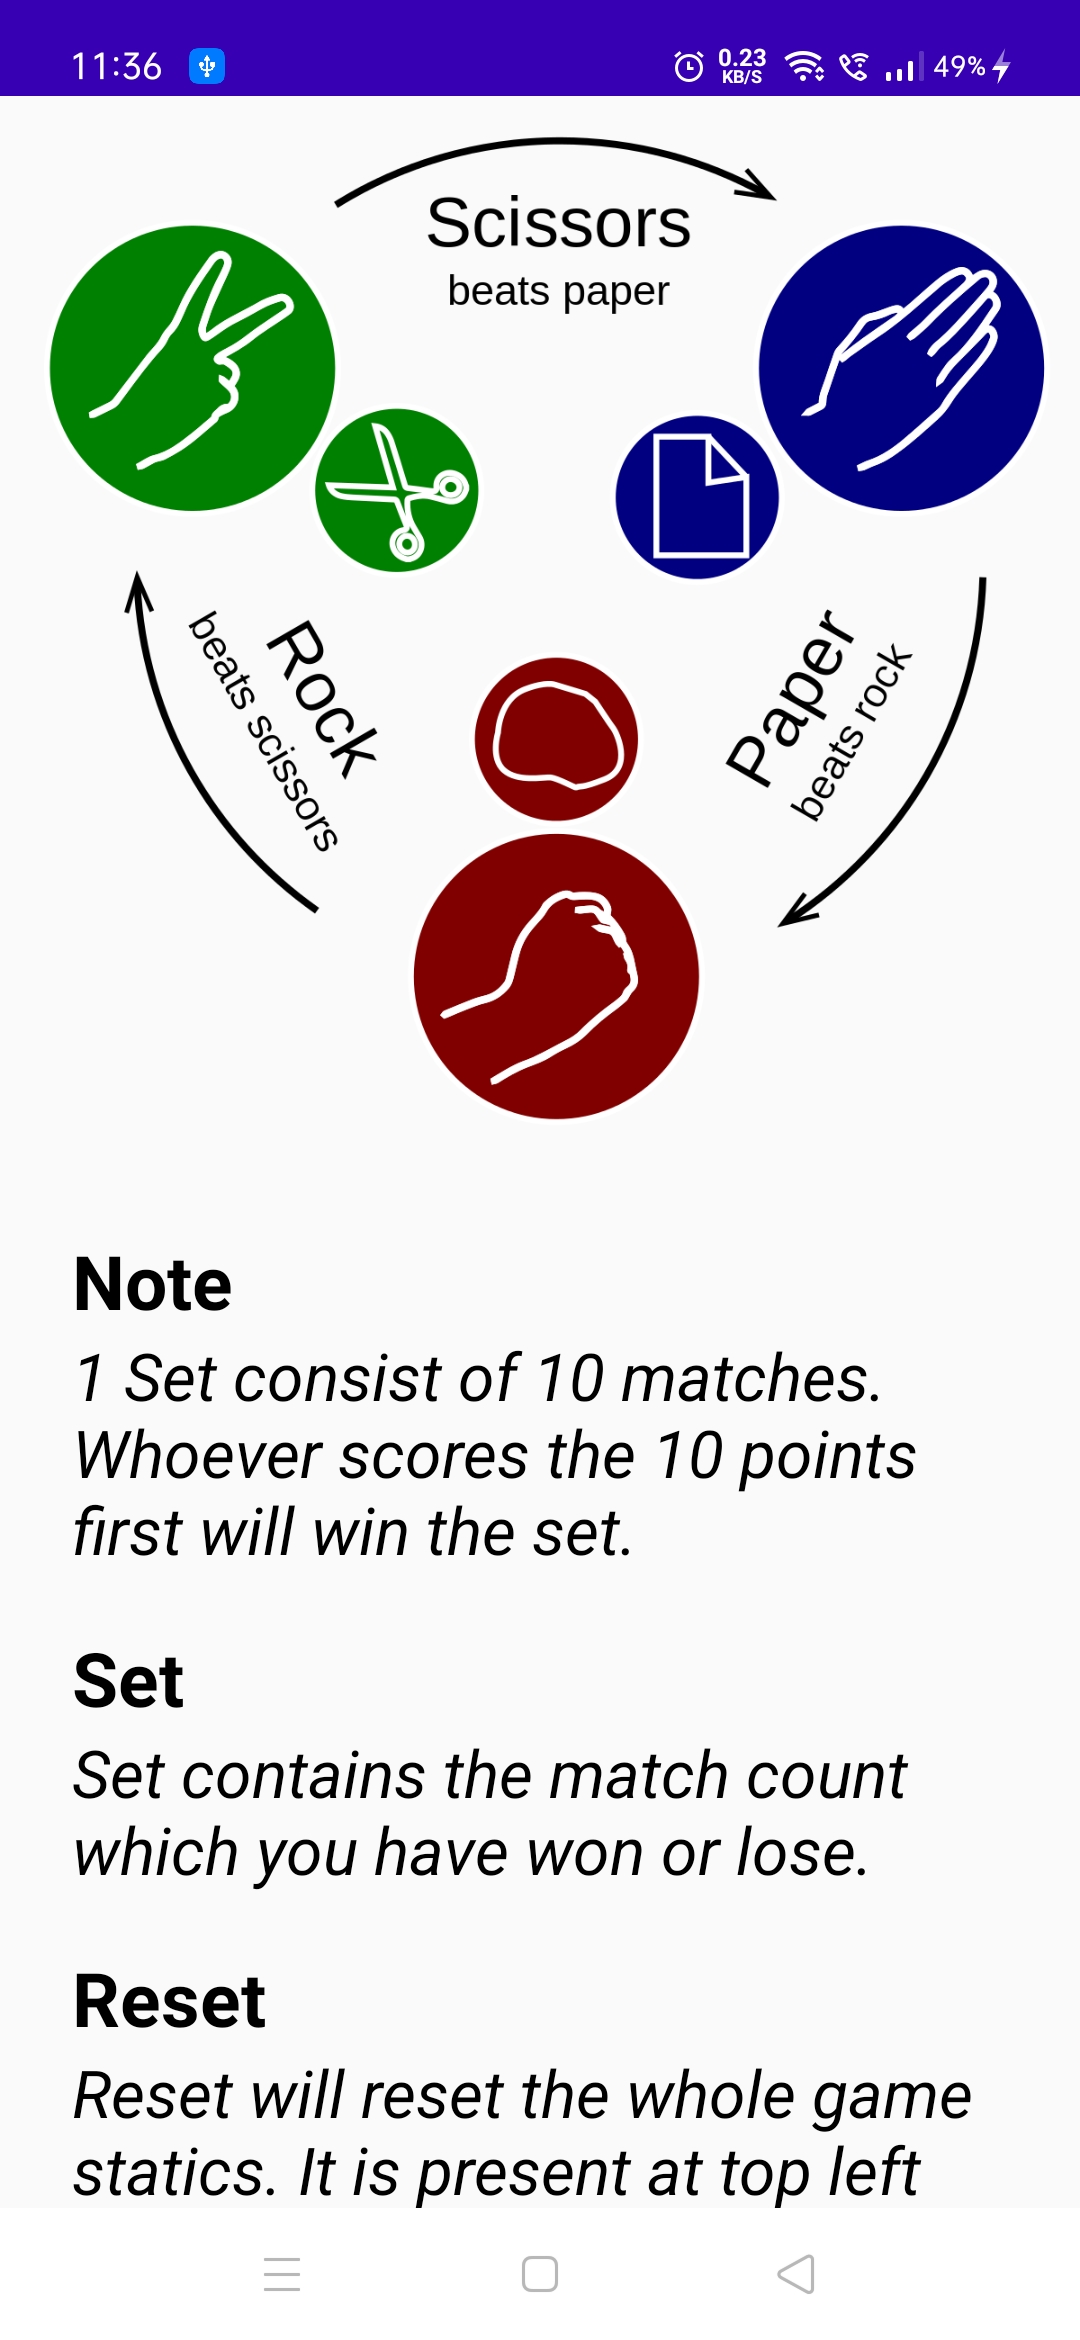 11:36
0.23
KB/S
49%
Scissors
beats paper
Rock
beats scissors
Paper
beats rock
Note
1 Set consist of 10 matches.
Whoever scores the 10 points
first will win the set.
Set
Set contains the match count
which you have won or lose.
Reset
Reset will reset the whole game
statics. It is present at top left